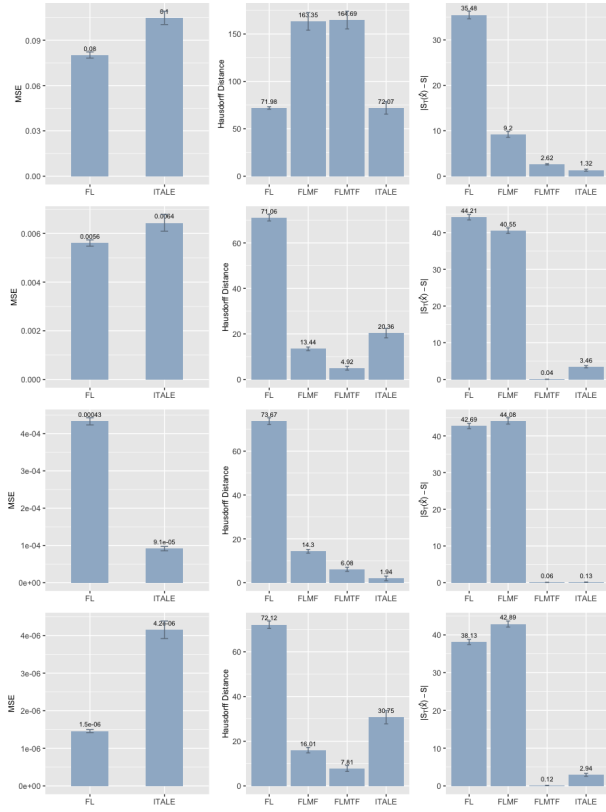 MSE
0.09
0.06
0.03
0.00
0.08
0.1
FL
ITALE
Hausdorff Distance
150
100
50
0
71.98
163.35
164.69
72.07
FL
FLMF
FLMTF
ITALE
|S_T(X̂) − S|
30
20
10
0
35.48
9.2
2.62
1.32
FL
FLMF
FLMTF
ITALE
MSE
0.006
0.004
0.002
0.000
0.0056
0.0064
FL
ITALE
Hausdorff Distance
60
40
20
0
71.06
13.44
4.92
20.36
FL
FLMF
FLMTF
ITALE
|S_T(X̂) − S|
40
30
20
10
0
44.21
40.55
0.04
3.46
FL
FLMF
FLMTF
ITALE
MSE
4e-04
3e-04
2e-04
1e-04
0e+00
0.00043
9.1e-05
FL
ITALE
Hausdorff Distance
60
40
20
0
73.67
14.3
6.08
1.94
FL
FLMF
FLMTF
ITALE
|S_T(X̂) − S|
40
30
20
10
0
42.69
44.08
0.06
0.13
FL
FLMF
FLMTF
ITALE
MSE
4e-06
3e-06
2e-06
1e-06
0e+00
1.5e-06
4.2e-06
FL
ITALE
Hausdorff Distance
60
40
20
0
72.12
16.01
7.81
30.75
FL
FLMF
FLMTF
ITALE
|S_T(X̂) − S|
40
30
20
10
0
38.13
42.89
0.12
2.94
FL
FLMF
FLMTF
ITALE